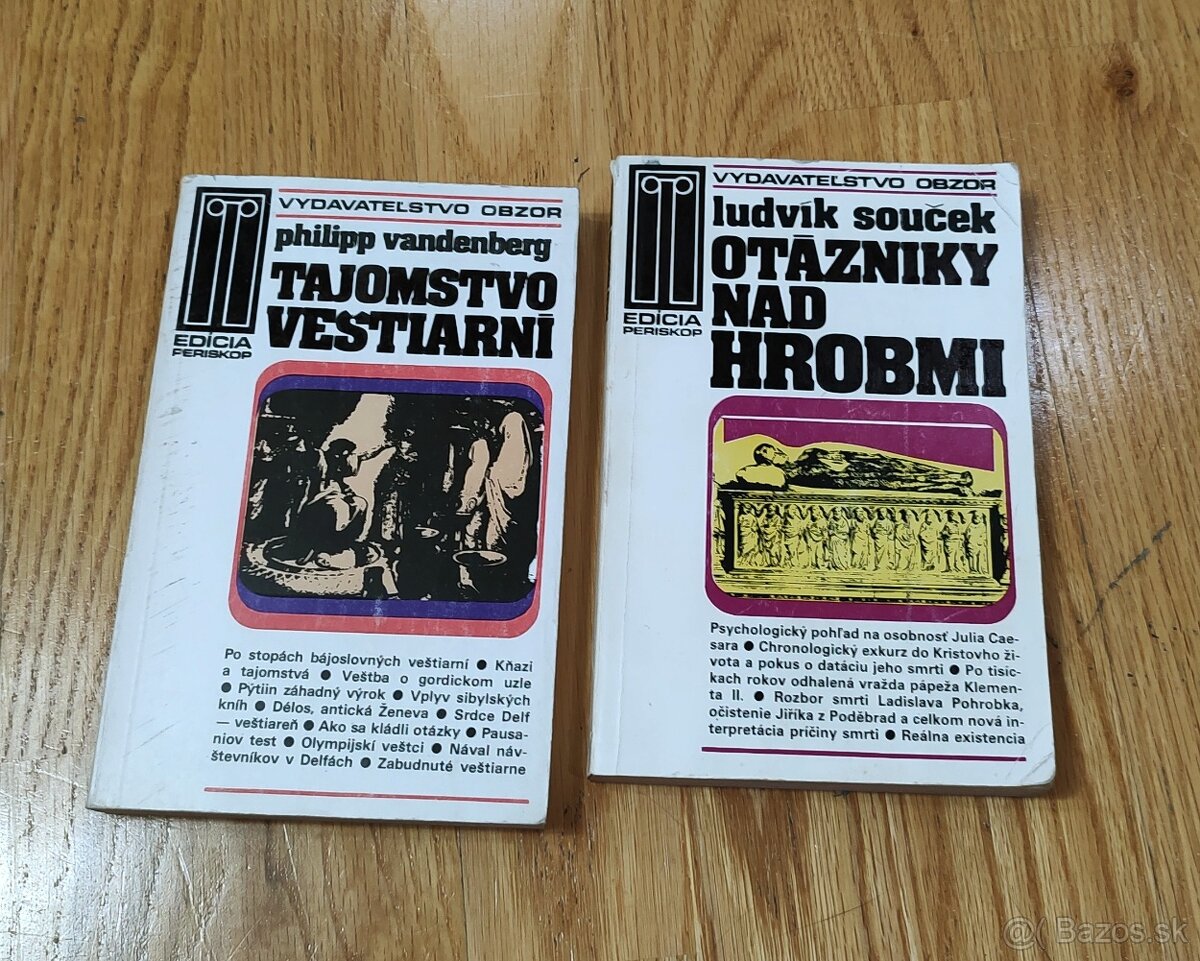 VYDAVATEĽSTVO OBZOR
philipp vandenberg
TAJOMSTVO
VEŠTIARNÍ
EDÍCIA
PERISKOP
Po stopách bájoslovných veštiarní ● Kňazi
a tajomstvá ● Veštba o gordickom uzle
● Pýtiin záhadný výrok ● Vplyv sibylských
kníh ● Délos, antická Ženeva ● Srdce Delf
— veštiareň ● Ako sa kládli otázky ● Pausa-
niov test ● Olympijskí veštci ● Nával náv-
števníkov v Delfách ● Zabudnuté veštiarne
VYDAVATEĽSTVO OBZOR
ludvík souček
OTÁZNIKY
NAD
HROBMI
EDÍCIA
PERISKOP
Psychologický pohľad na osobnosť Julia Cae-
sara ● Chronologický exkurz do Kristovho ži-
vota a pokus o datáciu jeho smrti ● Po tisíc-
kach rokov odhalená vražda pápeža Klemen-
ta II. ● Rozbor smrti Ladislava Pohrobka,
očistenie Jiříka z Poděbrad a celkom nová in-
terpretácia príčiny smrti ● Reálna existencia
@( Bazos.sk